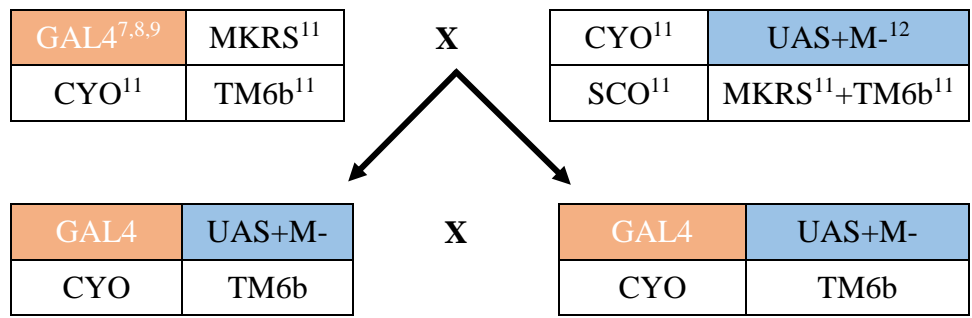 GAL4^7,8,9 MKRS^11 X CYO^11 UAS+M-^12
CYO^11 TM6b^11 SCO^11 MKRS^11+TM6b^11
GAL4 UAS+M- X GAL4 UAS+M-
CYO TM6b CYO TM6b